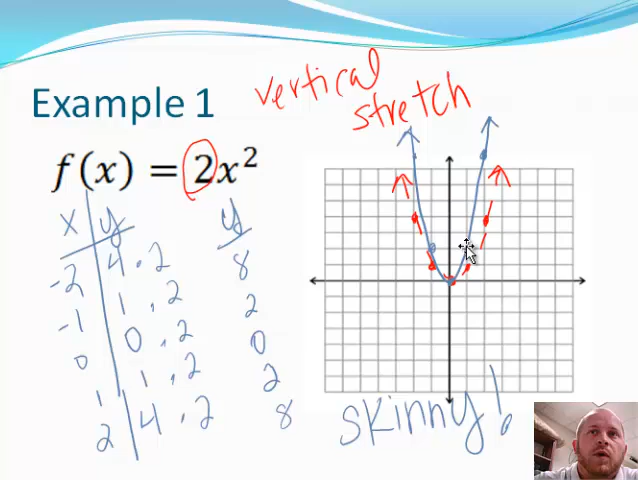 vertical
stretch
Example 1
f(x) = 2x²
x y y
-2 4 . 2 8
-1 1 . 2 2
0 0 . 2 0
1 1 . 2 2
2 4 . 2 8
skinny!